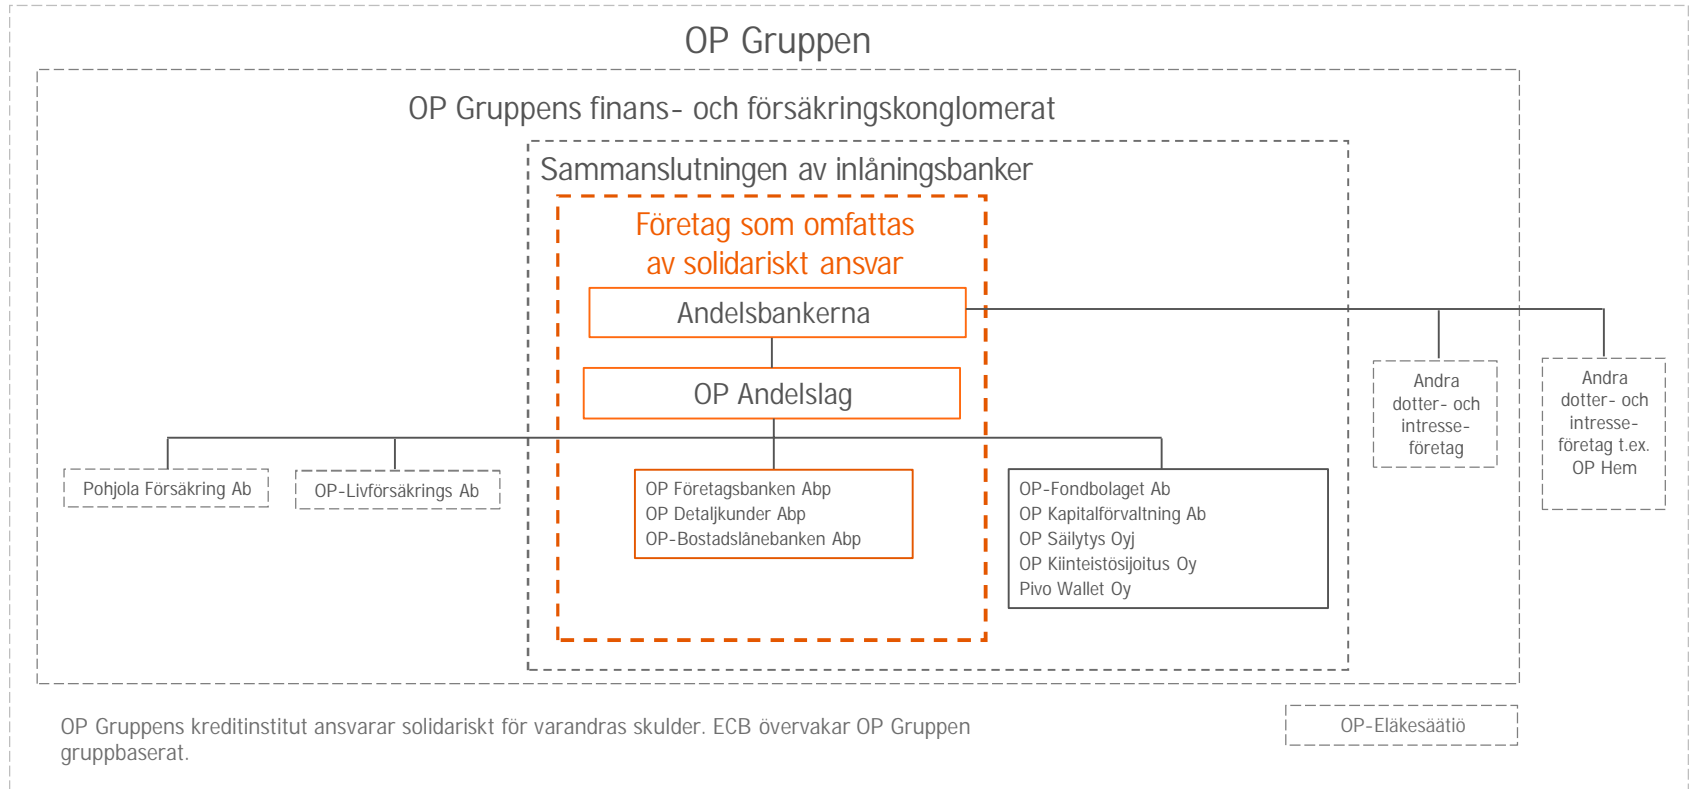 OP Gruppen
OP Gruppens finans- och försäkringskonglomerat
Sammanslutningen av inlåningsbanker
Företag som omfattas
av solidariskt ansvar
Andelsbankerna
OP Andelslag
Pohjola Försäkring Ab
OP-Livförsäkrings Ab
OP Företagsbanken Abp
OP Detaljkunder Abp
OP-Bostadslånebanken Abp
OP-Fondbolaget Ab
OP Kapitalförvaltning Ab
OP Säilytys Oyj
OP Kiinteistösijoitus Oy
Pivo Wallet Oy
Andra
dotter- och
intresse-
företag
Andra
dotter- och
intresse-
företag t.ex.
OP Hem
OP Gruppens kreditinstitut ansvarar solidariskt för varandras skulder. ECB övervakar OP Gruppen
gruppbaserat.
OP-Eläkesäätiö